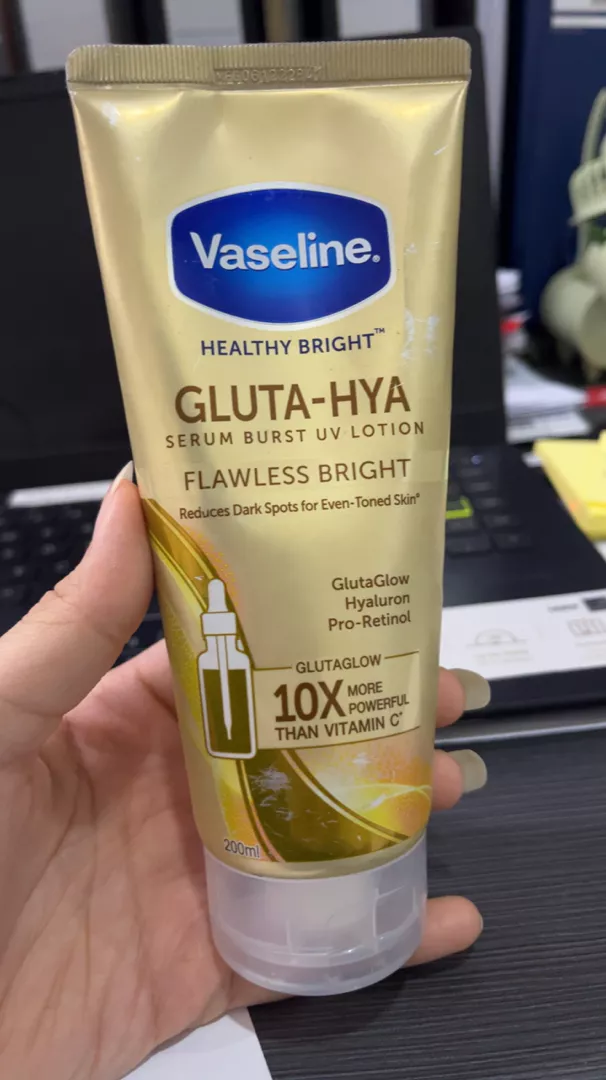 Vaseline.
HEALTHY BRIGHT™
GLUTA-HYA
SERUM BURST UV LOTION
FLAWLESS BRIGHT
Reduces Dark Spots for Even-Toned Skin*
GlutaGlow
Hyaluron
Pro-Retinol
GLUTAGLOW
10X MORE
POWERFUL
THAN VITAMIN C*
200ml